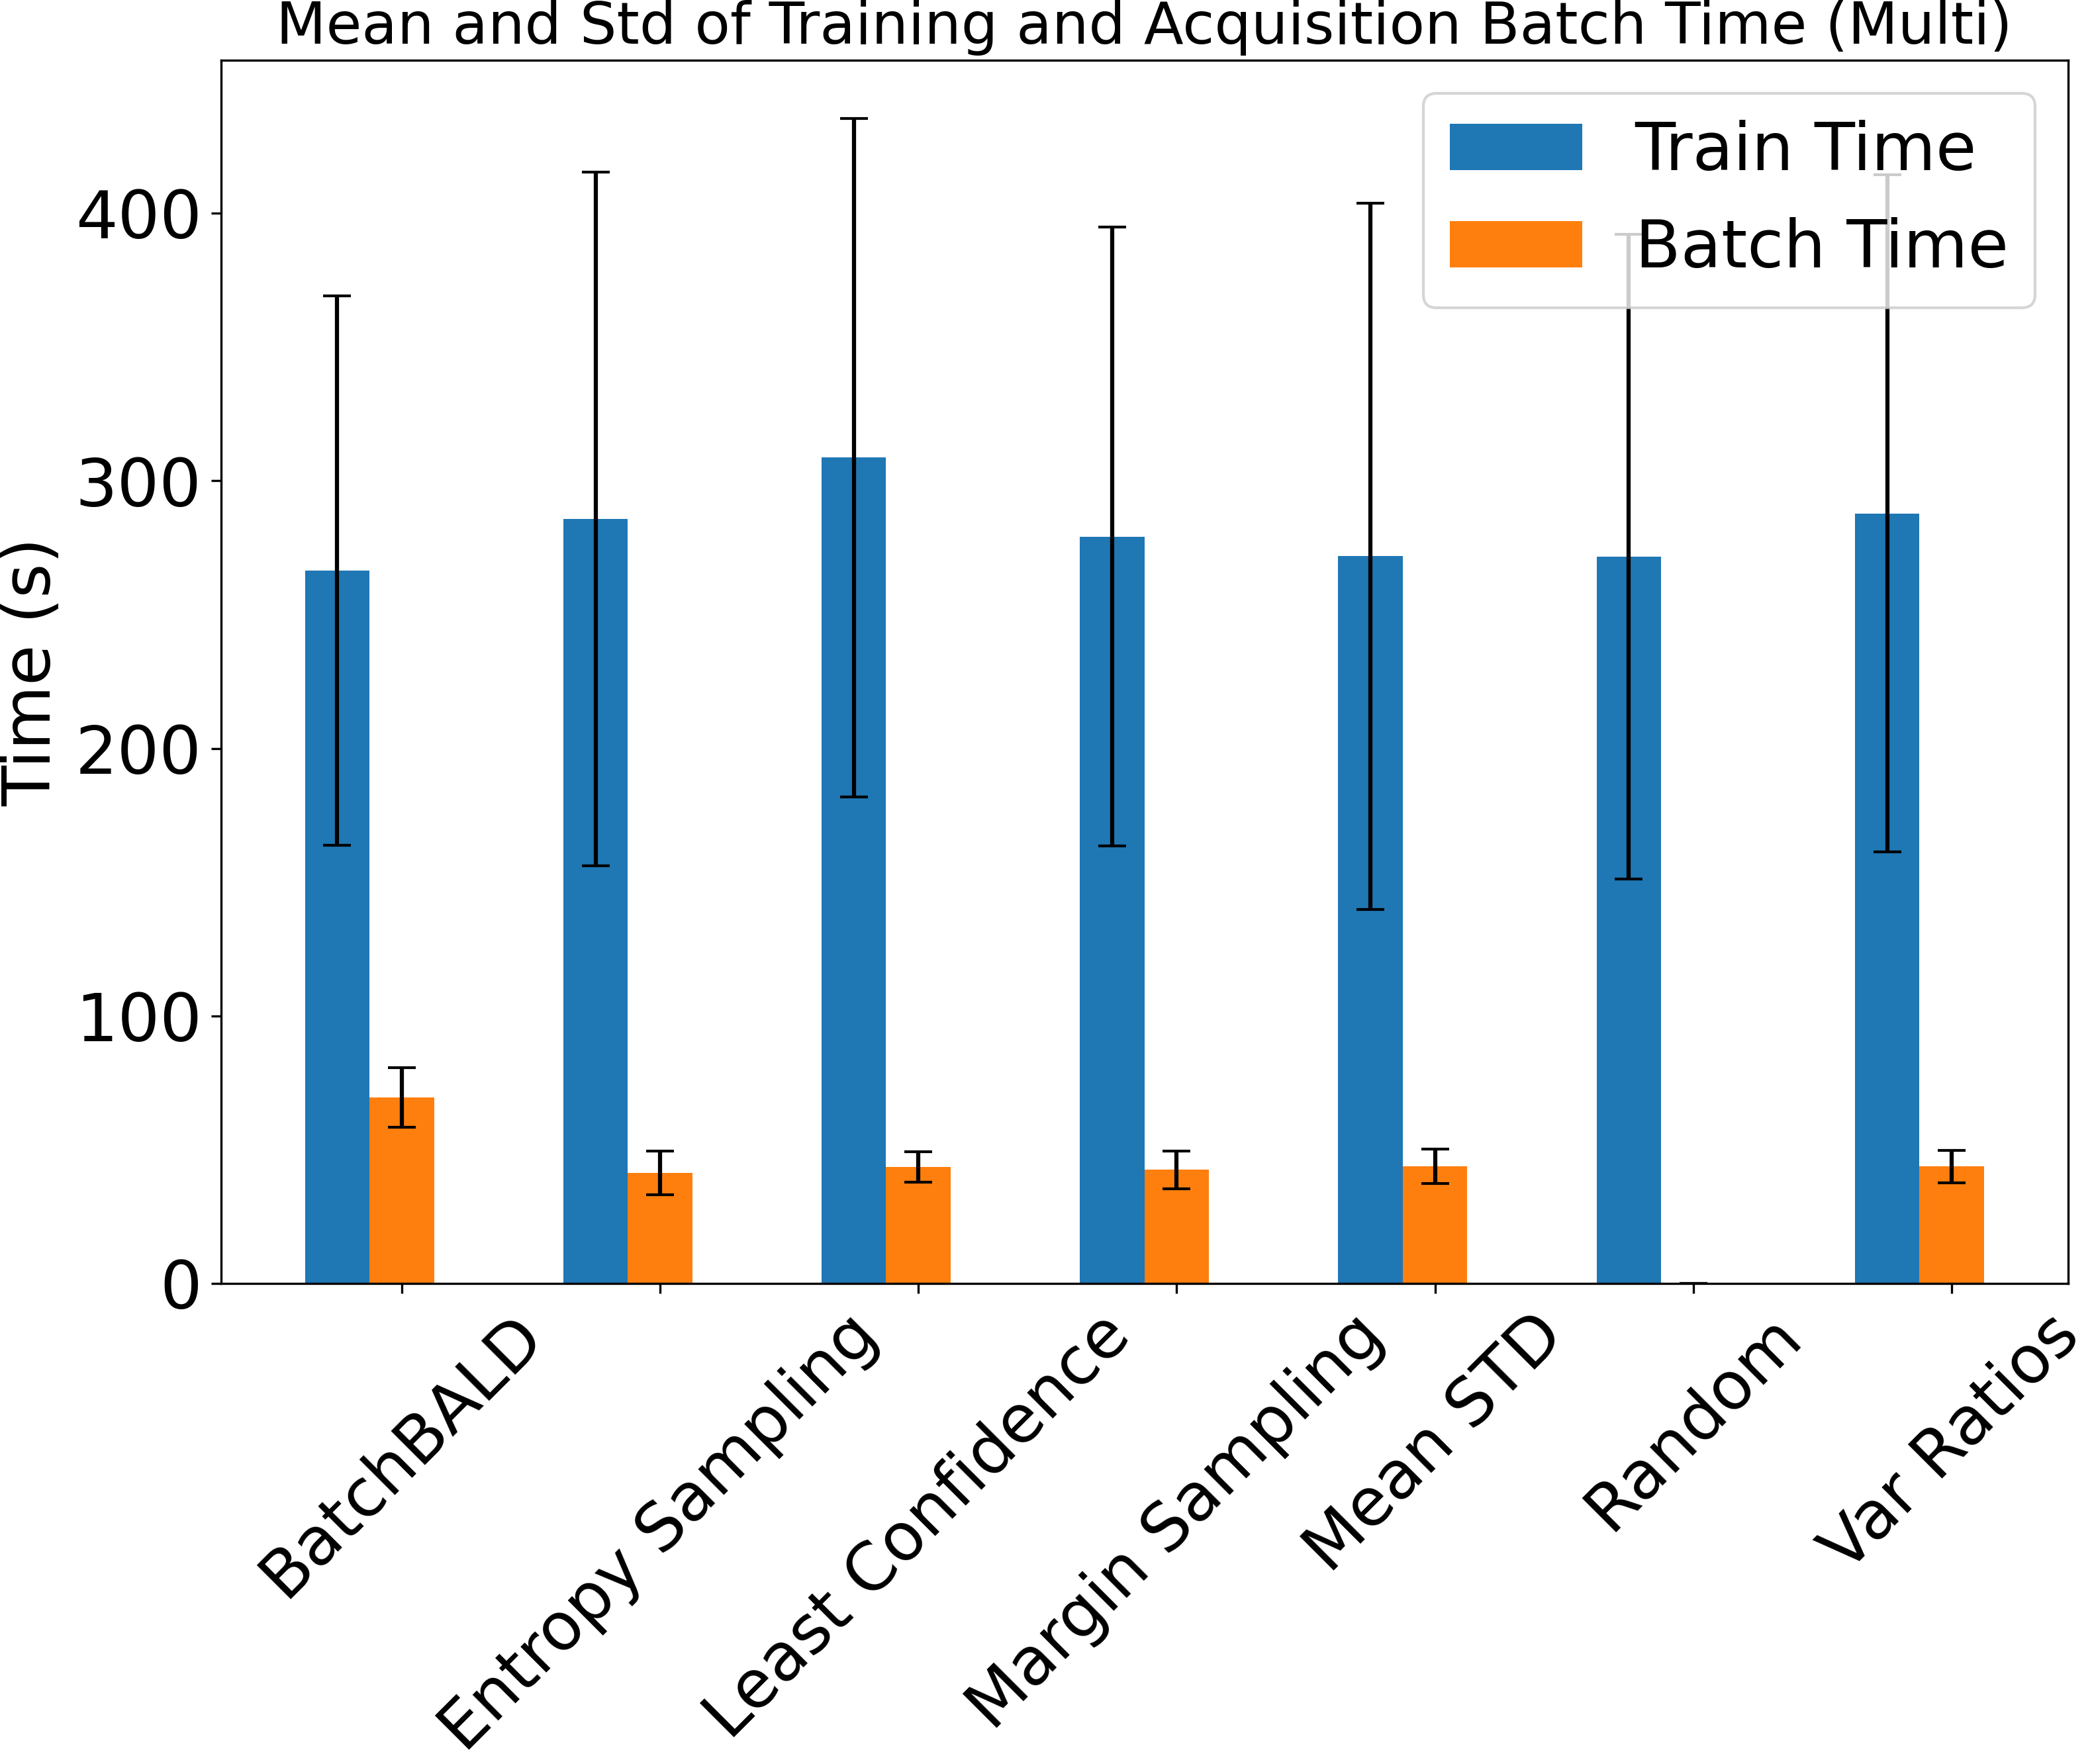 Mean and Std of Training and Acquisition Batch Time (Multi)
Train Time
Batch Time
Time (s)
400
300
200
100
0
BatchBALD
Entropy Sampling
Least Confidence
Margin Sampling
Mean STD
Random
Var Ratios